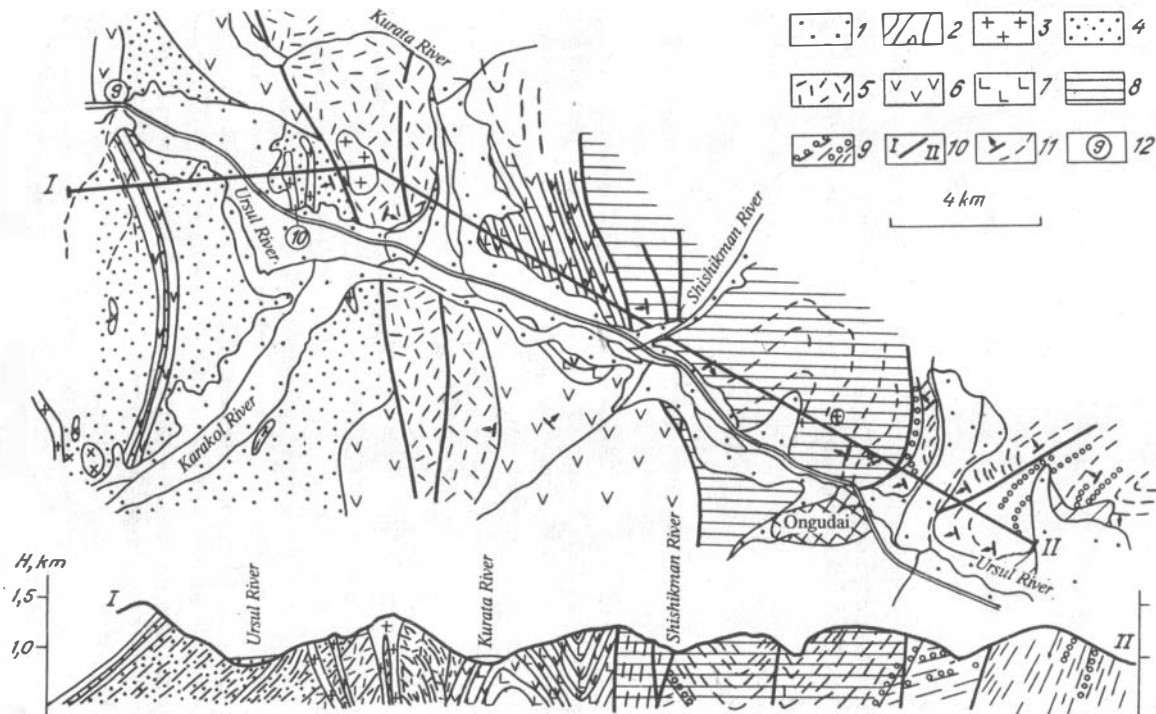 Kurata River
1 2 3 4
5 6 7 8
9 I II 10 11 9 12
4 km
9
I
Ursul River
10
Shishikman River
Karakol River
Ongudai
II
Ursul River
H, km
1,5
1,0
I
Ursul River
Kurata River
Shishikman River
II